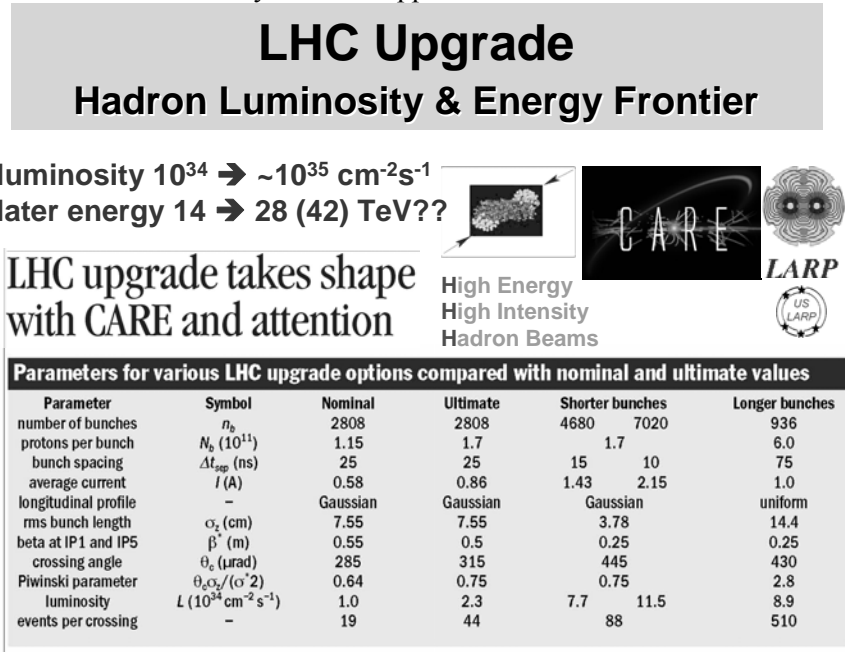 LHC Upgrade
Hadron Luminosity & Energy Frontier
luminosity 10³⁴ ➔ ~10³⁵ cm⁻²s⁻¹
later energy 14 ➔ 28 (42) TeV??
CARE
LARP
US
LARP
High Energy
High Intensity
Hadron Beams
LHC upgrade takes shape
with CARE and attention
Parameters for various LHC upgrade options compared with nominal and ultimate values
Parameter Symbol Nominal Ultimate Shorter bunches Longer bunches
number of bunches n_b 2808 2808 4680 7020 936
protons per bunch N_b (10¹¹) 1.15 1.7 1.7 6.0
bunch spacing Δt_sep (ns) 25 25 15 10 75
average current I (A) 0.58 0.86 1.43 2.15 1.0
longitudinal profile – Gaussian Gaussian Gaussian uniform
rms bunch length σ_z (cm) 7.55 7.55 3.78 14.4
beta at IP1 and IP5 β* (m) 0.55 0.5 0.25 0.25
crossing angle θ_c (μrad) 285 315 445 430
Piwinski parameter θ_cσ_z/(σ*2) 0.64 0.75 0.75 2.8
luminosity L (10³⁴ cm⁻² s⁻¹) 1.0 2.3 7.7 11.5 8.9
events per crossing – 19 44 88 510